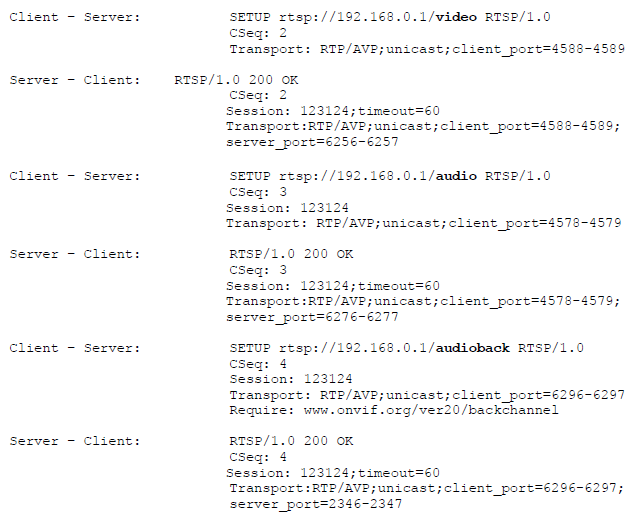 Client – Server: SETUP rtsp://192.168.0.1/video RTSP/1.0
CSeq: 2
Transport: RTP/AVP;unicast;client_port=4588-4589
Server – Client: RTSP/1.0 200 OK
CSeq: 2
Session: 123124;timeout=60
Transport:RTP/AVP;unicast;client_port=4588-4589;
server_port=6256-6257
Client – Server: SETUP rtsp://192.168.0.1/audio RTSP/1.0
CSeq: 3
Session: 123124
Transport: RTP/AVP;unicast;client_port=4578-4579
Server – Client: RTSP/1.0 200 OK
CSeq: 3
Session: 123124;timeout=60
Transport:RTP/AVP;unicast;client_port=4578-4579;
server_port=6276-6277
Client – Server: SETUP rtsp://192.168.0.1/audioback RTSP/1.0
CSeq: 4
Session: 123124
Transport: RTP/AVP;unicast;client_port=6296-6297
Require: www.onvif.org/ver20/backchannel
Server – Client: RTSP/1.0 200 OK
CSeq: 4
Session: 123124;timeout=60
Transport:RTP/AVP;unicast;client_port=6296-6297;
server_port=2346-2347